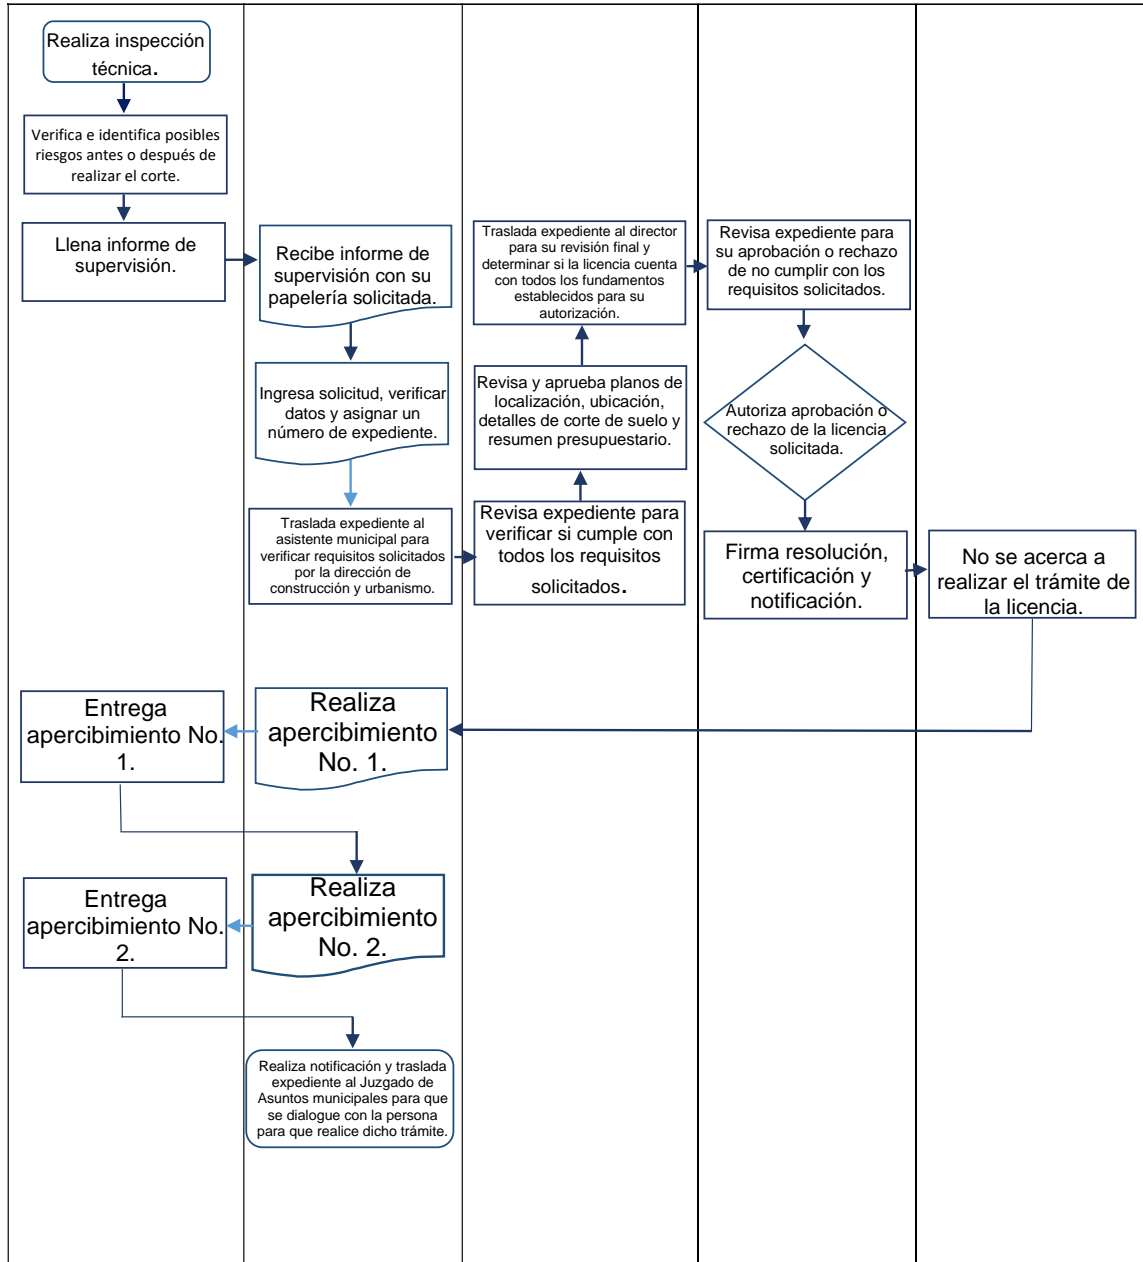 Realiza inspección
técnica.
Verifica e identifica posibles
riesgos antes o después de
realizar el corte.
Llena informe de
supervisión.
Recibe informe de
supervisión con su
papelería solicitada.
Ingresa solicitud, verificar
datos y asignar un
número de expediente.
Traslada expediente al
asistente municipal para
verificar requisitos solicitados
por la dirección de
construcción y urbanismo.
Revisa expediente para
verificar si cumple con
todos los requisitos
solicitados.
Revisa y aprueba planos de
localización, ubicación,
detalles de corte de suelo y
resumen presupuestario.
Traslada expediente al director
para su revisión final y
determinar si la licencia cuenta
con todos los fundamentos
establecidos para su
autorización.
Revisa expediente para
su aprobación o rechazo
de no cumplir con los
requisitos solicitados.
Autoriza aprobación o
rechazo de la licencia
solicitada.
Firma resolución,
certificación y
notificación.
No se acerca a
realizar el trámite de
la licencia.
Realiza
apercibimiento
No. 1.
Entrega
apercibimiento No.
1.
Realiza
apercibimiento
No. 2.
Entrega
apercibimiento No.
2.
Realiza notificación y traslada
expediente al Juzgado de
Asuntos municipales para que
se dialogue con la persona
para que realice dicho trámite.